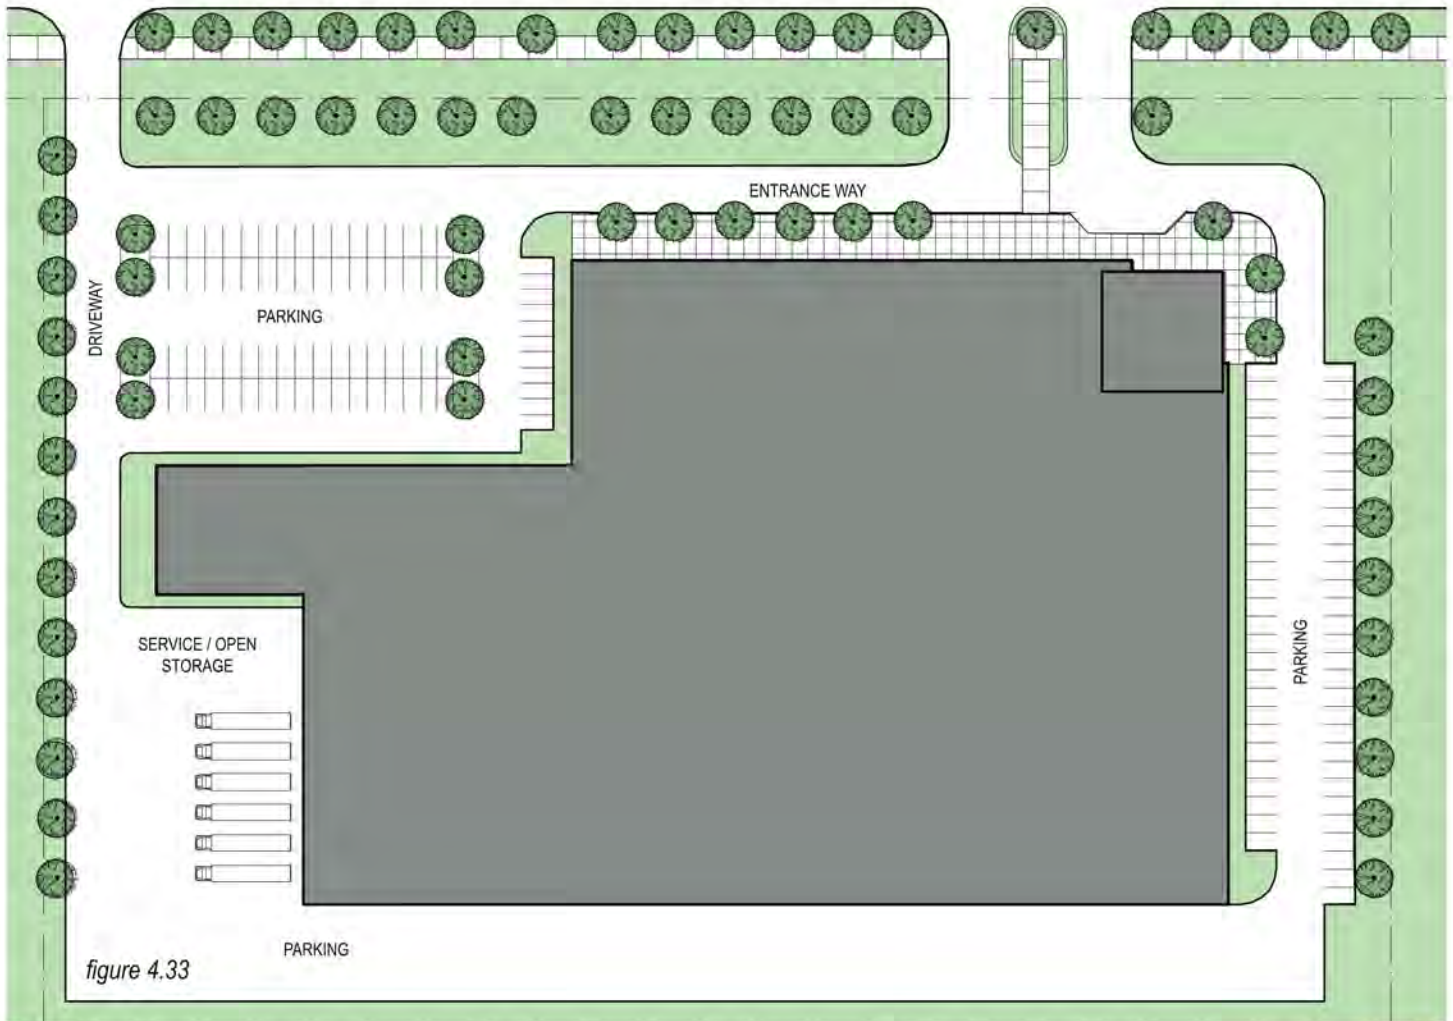 ENTRANCE WAY
DRIVEWAY
PARKING
SERVICE / OPEN
STORAGE
PARKING
PARKING
figure 4.33